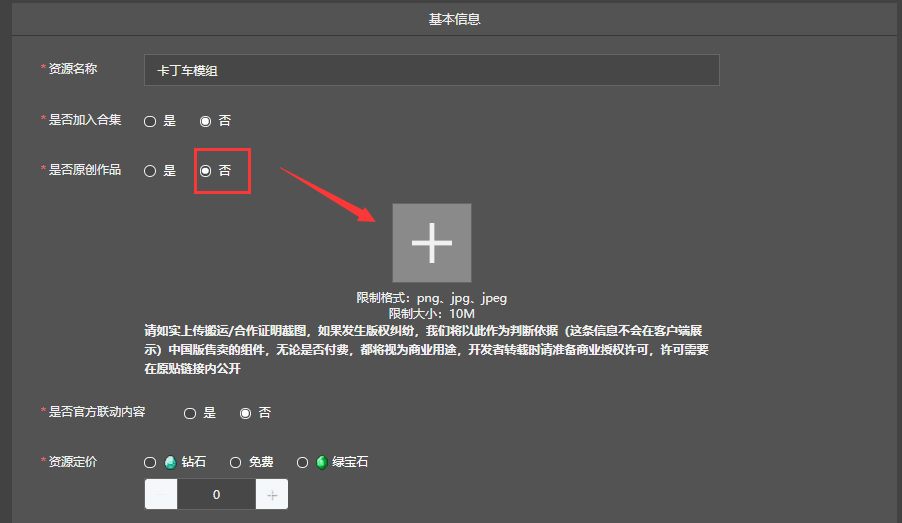 基本信息
* 资源名称 卡丁车模组
* 是否加入合集 是 否
* 是否原创作品 是 否
限制格式：png、jpg、jpeg
限制大小：10M
请如实上传搬运/合作证明截图，如果发生版权纠纷，我们将以此作为判断依据（这条信息不会在客户端展
示）中国版售卖的组件，无论是否付费，都将视为商业用途，开发者转载时请准备商业授权许可，许可需要
在原贴链接内公开
* 是否官方联动内容 是 否
* 资源定价 钻石 免费 绿宝石
0